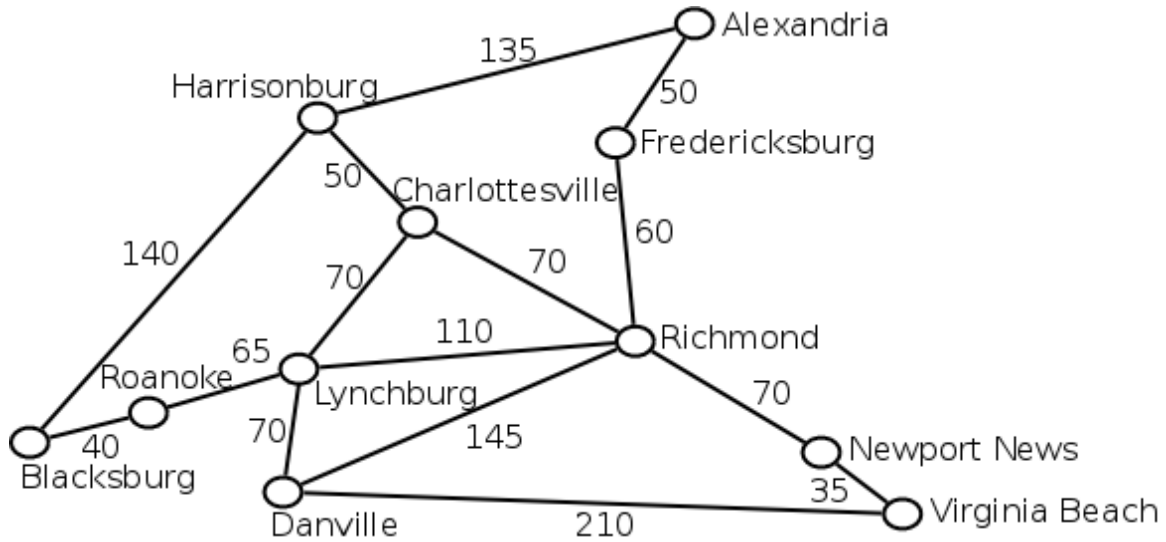 Alexandria
135
Harrisonburg
50
Fredericksburg
50
Charlottesville
60
140
70
70
110
Richmond
65
Roanoke
Lynchburg
70
70
145
40
Newport News
Blacksburg
35
Virginia Beach
Danville
210